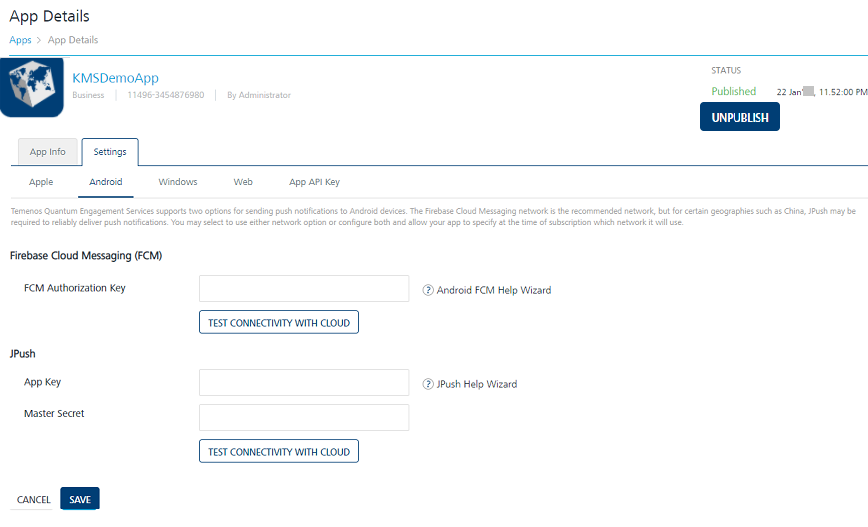 App Details
Apps > App Details
KMSDemoApp
Business | 11496-3454876980 | By Administrator
STATUS
Published 22 Jan' , 11.52:00 PM
UNPUBLISH
App Info Settings
Apple Android Windows Web App API Key
Temenos Quantum Engagement Services supports two options for sending push notifications to Android devices. The Firebase Cloud Messaging network is the recommended network, but for certain geographies such as China, JPush may be
required to reliably deliver push notifications. You may select to use either network option or configure both and allow your app to specify at the time of subscription which network it will use.
Firebase Cloud Messaging (FCM)
FCM Authorization Key ? Android FCM Help Wizard
TEST CONNECTIVITY WITH CLOUD
JPush
App Key ? JPush Help Wizard
Master Secret
TEST CONNECTIVITY WITH CLOUD
CANCEL SAVE